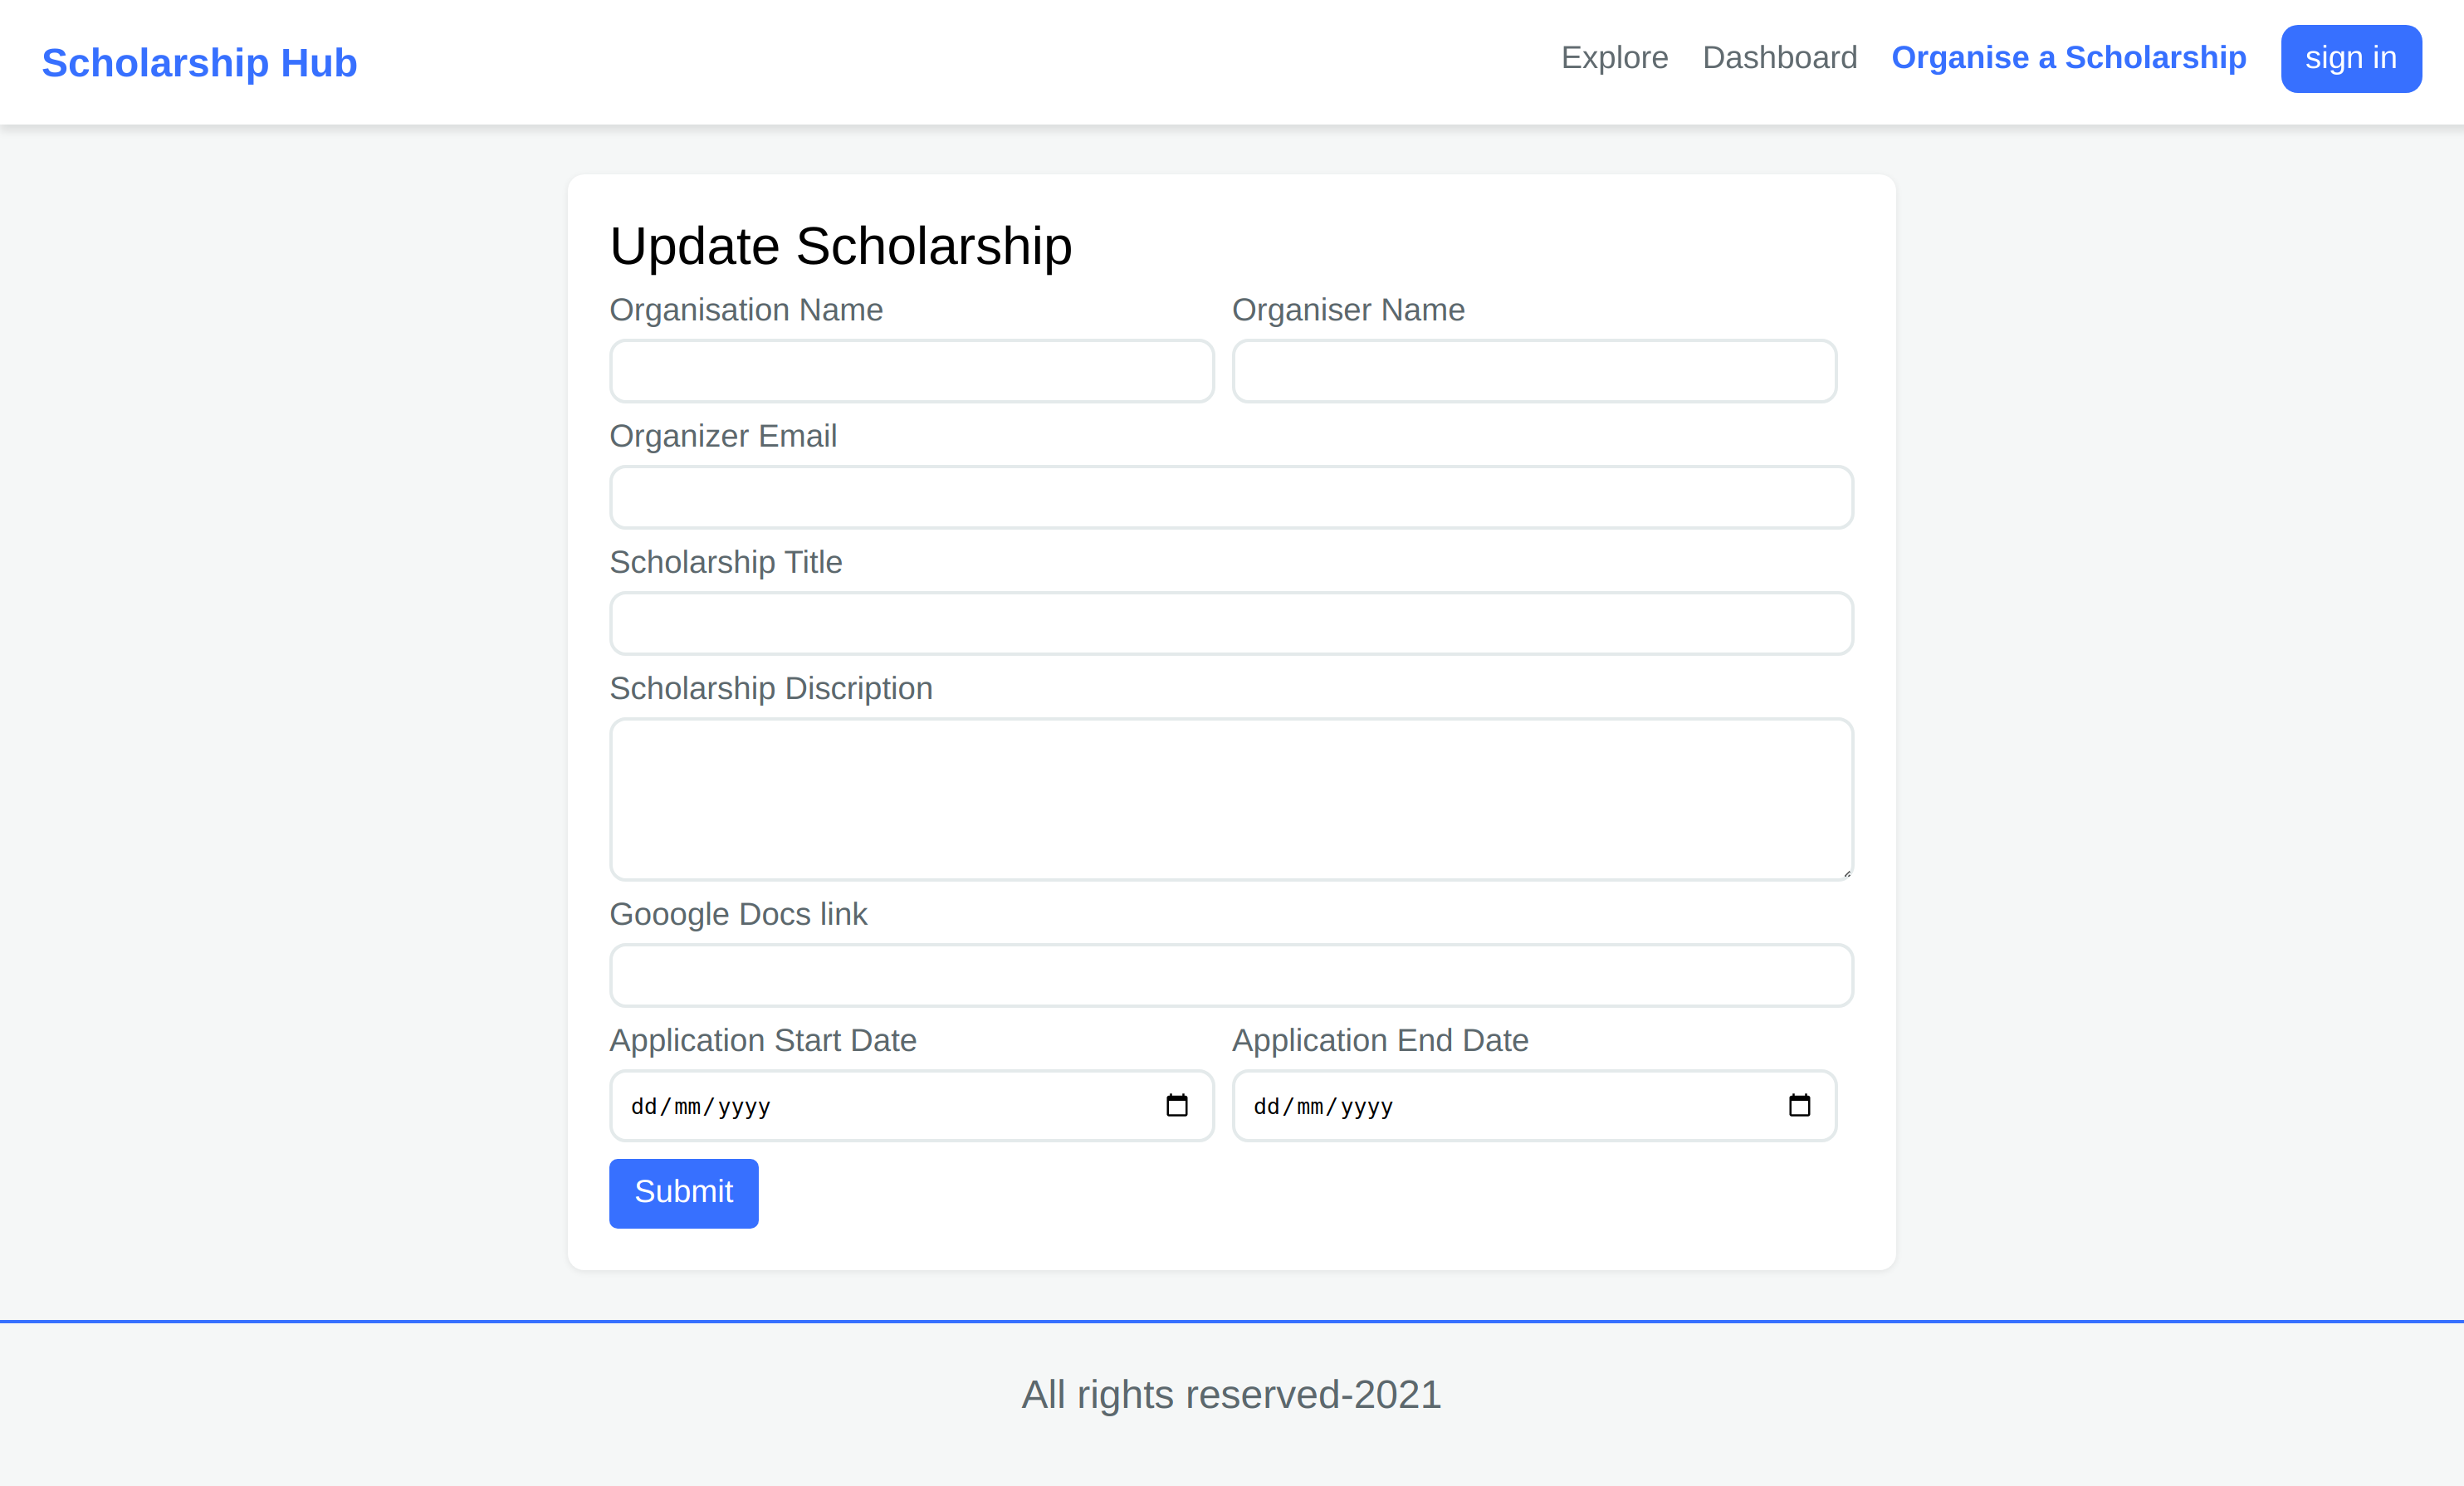 Scholarship Hub
Explore Dashboard Organise a Scholarship sign in
Update Scholarship
Organisation Name Organiser Name
Organizer Email
Scholarship Title
Scholarship Discription
Gooogle Docs link
Application Start Date Application End Date
dd/mm/yyyy dd/mm/yyyy
Submit
All rights reserved-2021